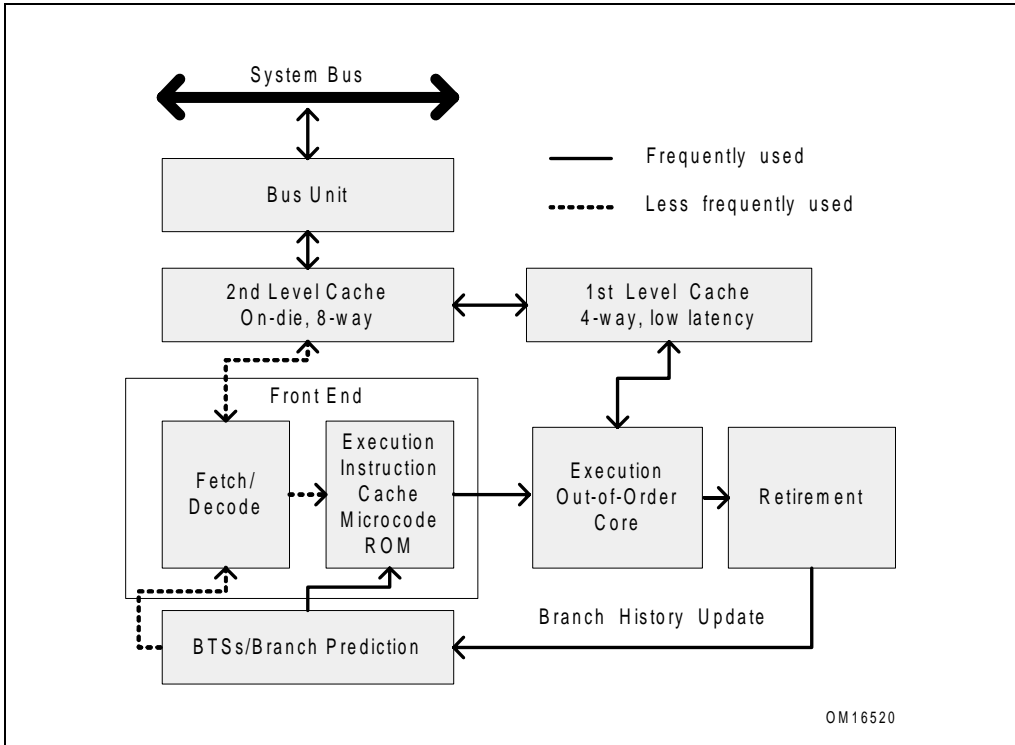 System Bus
Frequently used
Less frequently used
Bus Unit
2nd Level Cache
On-die, 8-way
1st Level Cache
4-way, low latency
Front End
Fetch/
Decode
Execution
Instruction
Cache
Microcode
ROM
Execution
Out-of-Order
Core
Retirement
Branch History Update
BTSs/Branch Prediction
OM16520